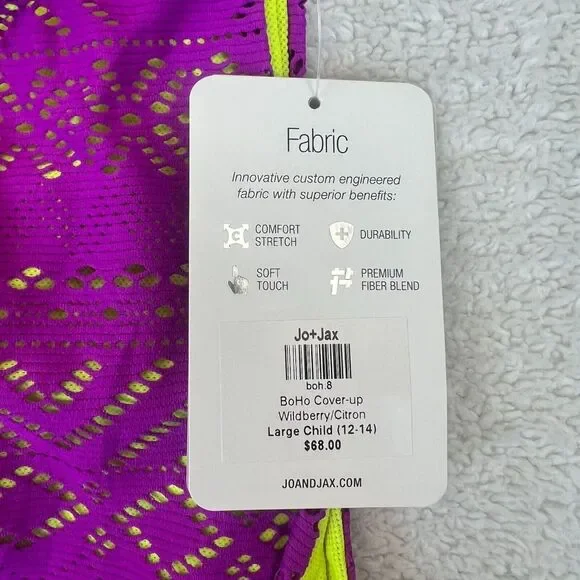 Fabric
Innovative custom engineered
fabric with superior benefits:
COMFORT
STRETCH
DURABILITY
SOFT
TOUCH
PREMIUM
FIBER BLEND
Jo+Jax
boh.8
BoHo Cover-up
Wildberry/Citron
Large Child (12-14)
$68.00
JOANDJAX.COM